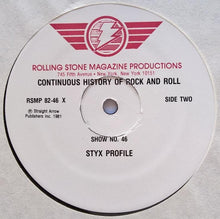 ROLLING STONE MAGAZINE PRODUCTIONS
745 Fifth Avenue • New York, New York 10151
CONTINUOUS HISTORY OF ROCK AND ROLL
RSMP 82-46 X
SIDE TWO
℗ Straight Arrow
Publishers Inc. 1981
SHOW NO. 46
STYX PROFILE